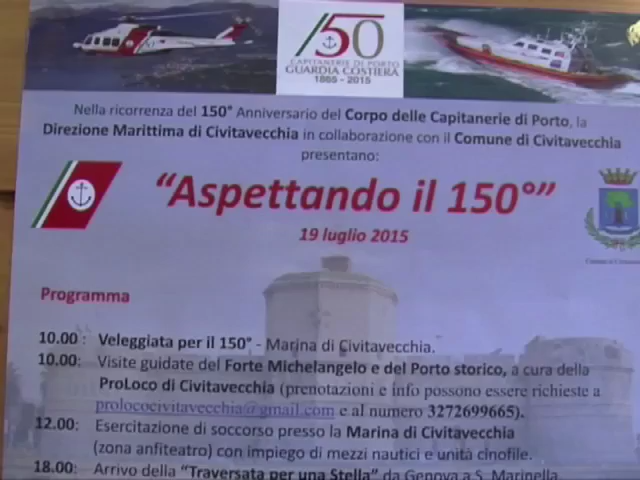 150
CAPITANERIE DI PORTO
GUARDIA COSTIERA
1865 - 2015
Nella ricorrenza del 150° Anniversario del Corpo delle Capitanerie di Porto, la
Direzione Marittima di Civitavecchia in collaborazione con il Comune di Civitavecchia
presentano:
"Aspettando il 150°"
19 luglio 2015
Programma
10.00 : Veleggiata per il 150° - Marina di Civitavecchia.
10.00: Visite guidate del Forte Michelangelo e del Porto storico, a cura della
ProLoco di Civitavecchia (prenotazioni e info possono essere richieste a
prolococivitavecchia@gmail.com e al numero 3272699665).
12.00: Esercitazione di soccorso presso la Marina di Civitavecchia
(zona anfiteatro) con impiego di mezzi nautici e unità cinofile.
18.00: Arrivo della "Traversata per una Stella" da Genova a S. Marinella.